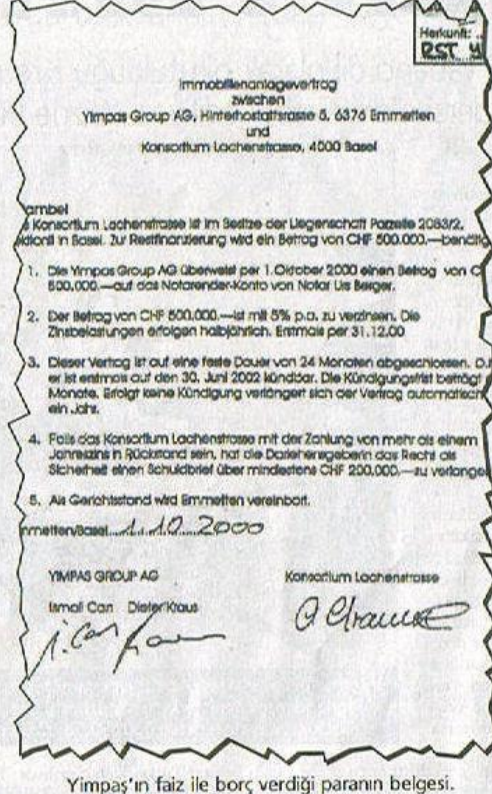 Herkunft:
RST
Immobilienanlagevertrag
zwischen
Yimpas Group AG, Hinterhostattstrasse 5, 6376 Emmetten
und
Konsortium Lachenstrasse, 4000 Basel
ambel
Konsortium Lachenstrasse ist im Besitze der Liegenschaft Parzelle 2083/2,
in Basel. Zur Restfinanzierung wird ein Betrag von CHF 500.000.—benötig
1. Die Yimpas Group AG überweist per 1.Oktober 2000 einen Betrag von C
500.000.—auf das Notarender-Konto von Notar Urs Berger.
2. Der Betrag von CHF 500.000.—ist mit 5% p.a. zu verzinsen. Die
Zinsbelastungen erfolgen halbjährlich. Erstmals per 31.12.00
3. Dieser Vertrag ist auf eine feste Dauer von 24 Monaten abgeschlossen. D.h
er ist erstmals auf den 30. Juni 2002 kündbar. Die Kündigungsfrist beträgt
Monate. Erfolgt keine Kündigung verlängert sich der Vertrag automatisch
ein Jahr.
4. Falls das Konsortium Lachenstrasse mit der Zahlung von mehr als einem
Jahreszins in Rückstand sein, hat die Darlehensgeberin das Recht als
Sicherheit einen Schuldbrief über mindestens CHF 200.000.—zu verlangen
5. Als Gerichtsstand wird Emmetten vereinbart.
mmetten/Basel 1.10.2000
YIMPAS GROUP AG Konsortium Lachenstrasse
Ismail Can Dieter Kraus
Yimpaş'ın faiz ile borç verdiği paranın belgesi.